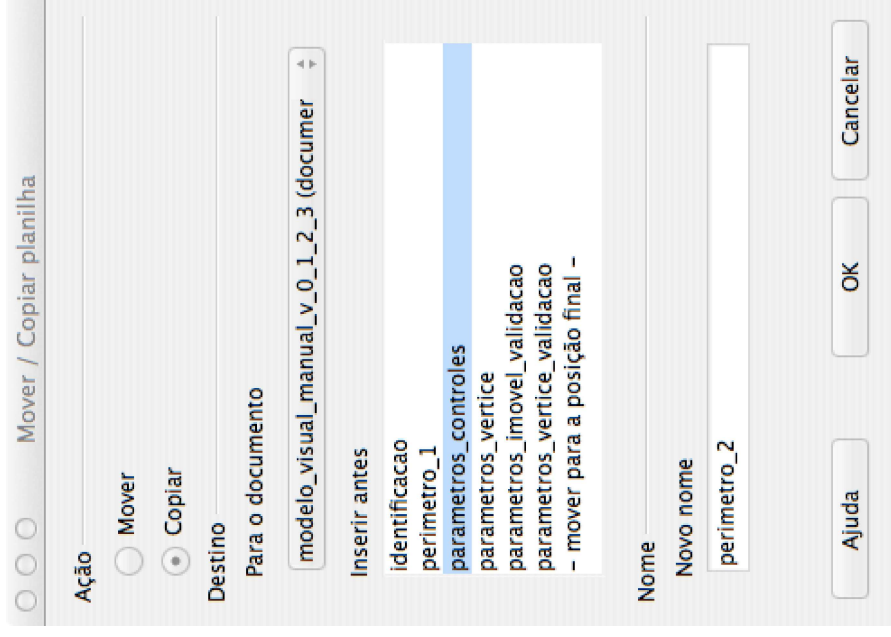 Mover / Copiar planilha
Ação
Mover
Copiar
Destino
Para o documento
modelo_visual_manual_v_0_1_2_3 (documer
Inserir antes
identificacao
perimetro_1
parametros_controles
parametros_vertice
parametros_imovel_validacao
parametros_vertice_validacao
– mover para a posição final –
Nome
Novo nome
perimetro_2
Ajuda
OK
Cancelar